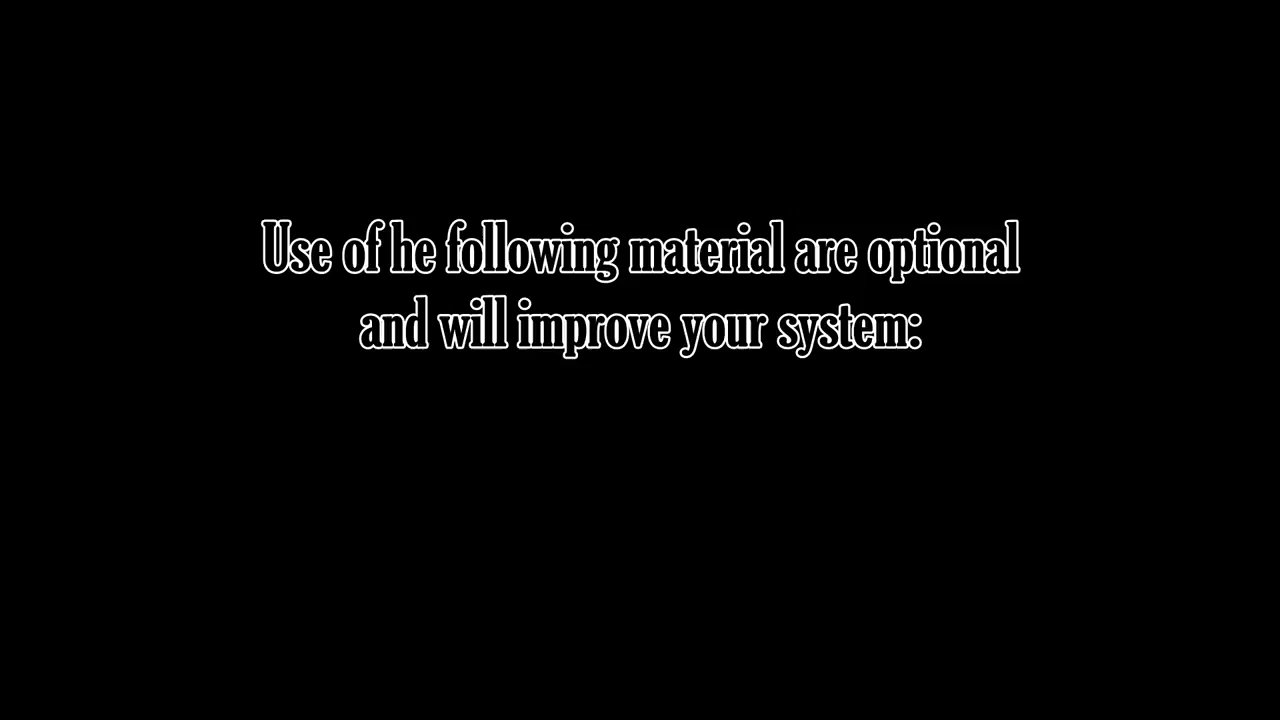 Use of he following material are optional
and will improve your system: